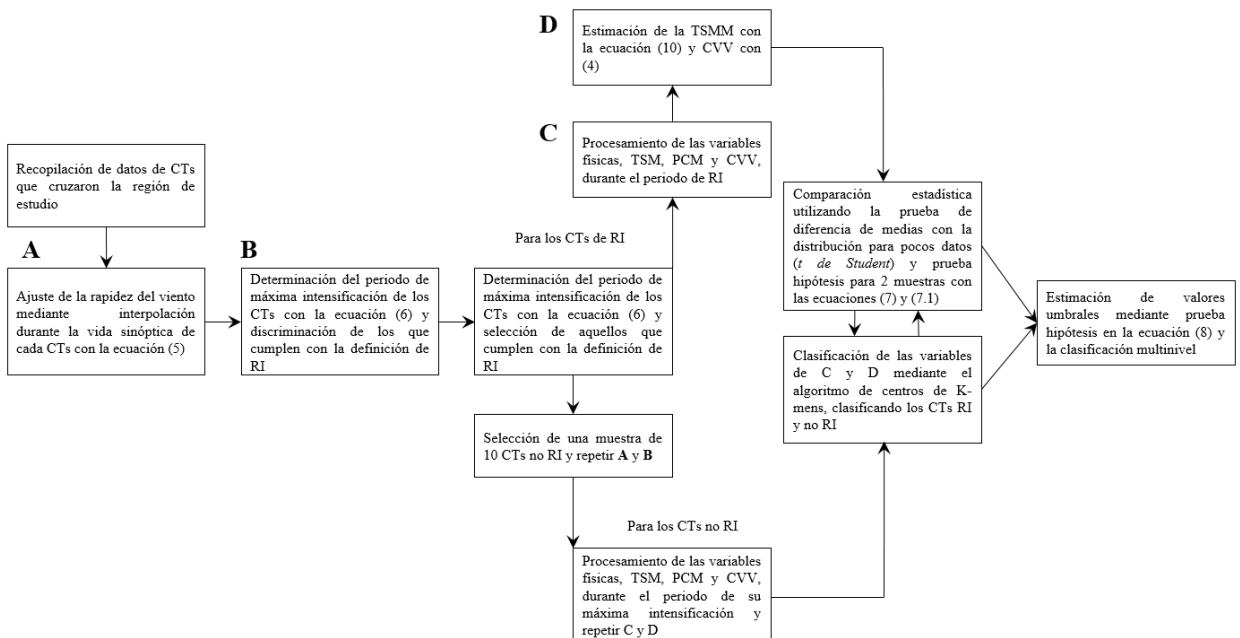 D
Estimación de la TSMM con
la ecuación (10) y CVV con
(4)
C
Procesamiento de las variables
físicas, TSM, PCM y CVV,
durante el periodo de RI
Recopilación de datos de CTs
que cruzaron la región de
estudio
A
Ajuste de la rapidez del viento
mediante interpolación
durante la vida sinóptica de
cada CTs con la ecuación (5)
B
Determinación del periodo de
máxima intensificación de los
CTs con la ecuación (6) y
discriminación de los que
cumplen con la definición de
RI
Para los CTs de RI
Determinación del periodo de
máxima intensificación de los
CTs con la ecuación (6) y
selección de aquellos que
cumplen con la definición de
RI
Selección de una muestra de
10 CTs no RI y repetir A y B
Para los CTs no RI
Procesamiento de las variables
físicas, TSM, PCM y CVV,
durante el periodo de su
máxima intensificación y
repetir C y D
Comparación estadística
utilizando la prueba de
diferencia de medias con la
distribución para pocos datos
(t de Student) y prueba
hipótesis para 2 muestras con
las ecuaciones (7) y (7.1)
Clasificación de las variables
de C y D mediante el
algoritmo de centros de K-
mens, clasificando los CTs RI
y no RI
Estimación de valores
umbrales mediante prueba
hipótesis en la ecuación (8) y
la clasificación multinivel